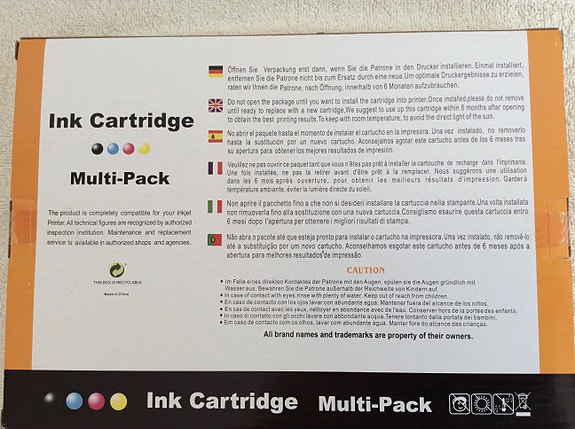 Ink Cartridge
Multi-Pack
The product is completely compatible for your inkjet
Printer.All technical figures are recognized by authorized
inspection institution. Maintenance and replacement
service is available in authorized shops and agencies.
THIS BOX IS RECYCLABLE
Made in China
Öffnen Sie Verpackung erst dann, wenn Sie die Patrone in den Drucker installieren. Einmal installiert,
entfernen Sie die Patrone nicht bis zum Ersatz durch eine neue.Um optimale Druckergebnisse zu erzielen,
raten wir Ihnen die Patrone, nach Öffnung, innerhalb von 6 Monaten aufzubrauchen.
Do not open the package until you want to install the cartridge into printer.Once installed,please do not remove
until ready to replace with a new cartridge.We suggest to use up this cartridge within 6 months after opening
to obtain the best printing results.To keep with room temperature, to avoid the direct light of the sun.
No abrir el paquete hasta el momento de instalar el cartucho en la impresora. Una vez instalado, no removerlo
hasta la sustitución por un nuevo cartucho. Aconsejamos agotar este cartucho antes de los 6 meses tras
su apertura para obtener los mejores resultados de impresión.
Veuillez ne pas ouvrir ce paquet tant que vous n'êtes pas prêt à installer la cartouche de rechange dans l'imprimante.
Une fois installée, ne pas la retirer avant d'être prêt à la remplacer. Nous suggérons une utilisation
dans les 6 mois après ouverture, pour obtenir les meilleurs résultats d'impression. Garder à
température ambiante, éviter la lumière directe du soleil.
Non aprire il pacchetto fino a che non si desideri installare la cartuccia nella stampante.Una volta installata
non rimuoverla fino alla sostituzione con una nuova cartuccia.Consigliamo esaurire questa cartuccia entro
6 mesi dopo l'apertura per ottenere i migliori risultati di stampa.
Não abra o pacote até que esteja pronto para instalar o cartucho na impressora. Uma vez instalado, não removê-lo
até a substituição por um novo cartucho. Aconselhamos esgotar este cartucho antes de 6 meses após a
abertura para melhores resultados de impressão.
CAUTION
• Im Falle eines direkten Kontaktes der Patrone mit den Augen, spülen sie die Augen gründlich mit
Wasser aus. Bewahren Sie die Patrone außerhalb der Reichweite von Kindern auf.
• In case of contact with eyes,rinse with plenty of water. Keep out of reach from children.
• En caso de contacto con los ojos lavar con abundante agua. Mantener fuera del alcance de los niños.
• En cas de contact avec les yeux, nettoyer en abondance avec de l'eau. Conserver hors de la portée des enfants.
• In caso di contatto con gli occhi lavare con abbondante acqua.Tenere lontanto dalla portata dei bambini.
• Em caso de contacto com os olhos, lavar com abundante água. Manter fora do alcance das crianças.
All brand names and trademarks are property of their owners.
Ink Cartridge Multi-Pack